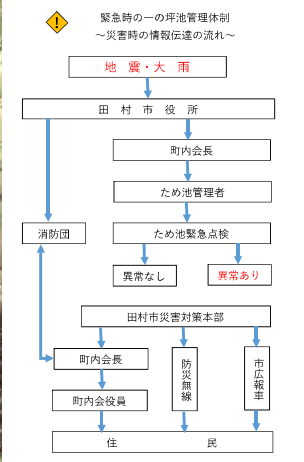 緊急時の一の坪池管理体制
～災害時の情報伝達の流れ～
地　震・大　雨
田　村　市　役　所
町内会長
ため池管理者
消防団
ため池緊急点検
異常なし
異常あり
田村市災害対策本部
町内会長
防災無線
市広報車
町内会役員
住　民